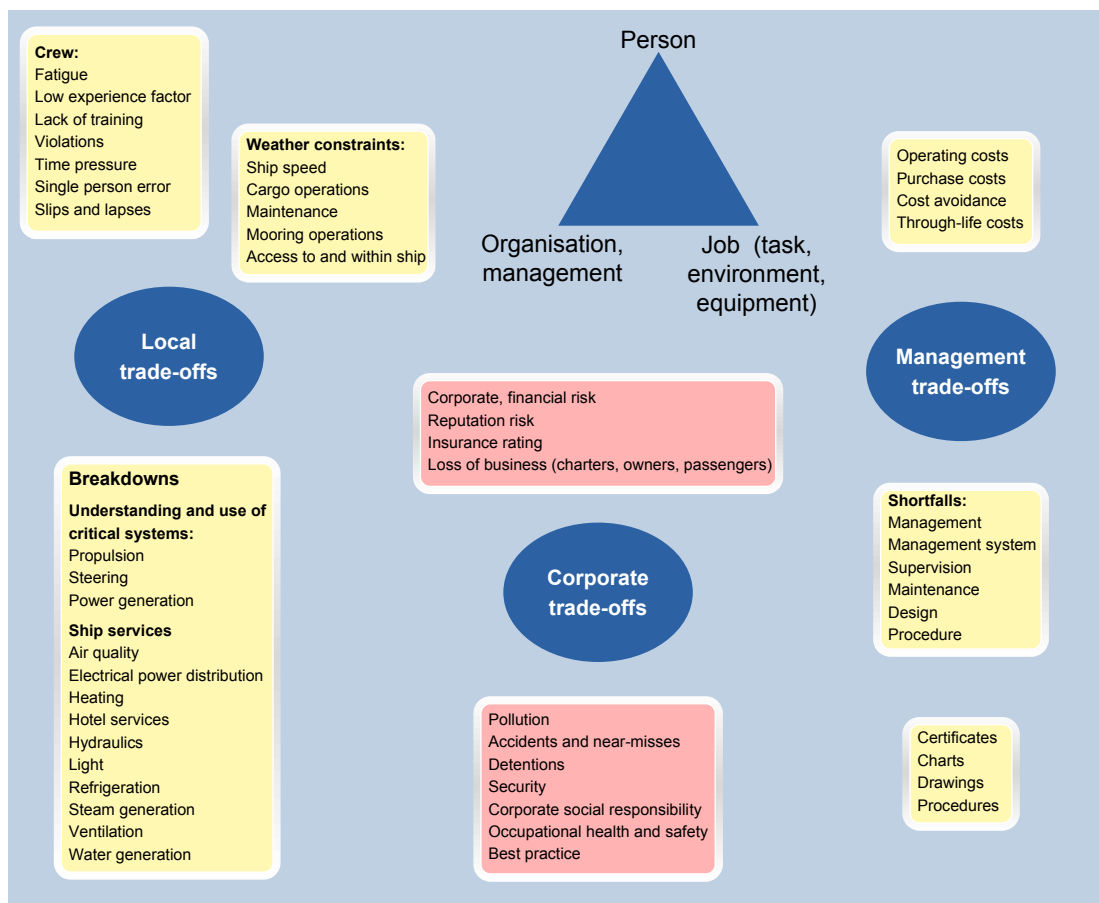 Crew:
Fatigue
Low experience factor
Lack of training
Violations
Time pressure
Single person error
Slips and lapses
Weather constraints:
Ship speed
Cargo operations
Maintenance
Mooring operations
Access to and within ship
Person
Organisation,
management
Job (task,
environment,
equipment)
Operating costs
Purchase costs
Cost avoidance
Through-life costs
Local
trade-offs
Management
trade-offs
Corporate, financial risk
Reputation risk
Insurance rating
Loss of business (charters, owners, passengers)
Breakdowns
Understanding and use of
critical systems:
Propulsion
Steering
Power generation
Ship services
Air quality
Electrical power distribution
Heating
Hotel services
Hydraulics
Light
Refrigeration
Steam generation
Ventilation
Water generation
Corporate
trade-offs
Shortfalls:
Management
Management system
Supervision
Maintenance
Design
Procedure
Pollution
Accidents and near-misses
Detentions
Security
Corporate social responsibility
Occupational health and safety
Best practice
Certificates
Charts
Drawings
Procedures